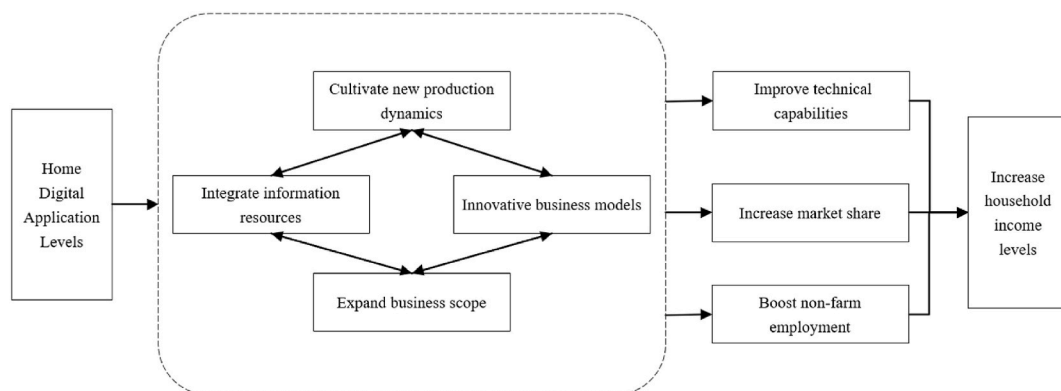 Home
Digital
Application
Levels
Cultivate new production
dynamics
Integrate information
resources
Innovative business models
Expand business scope
Improve technical
capabilities
Increase market share
Boost non-farm
employment
Increase
household
income
levels